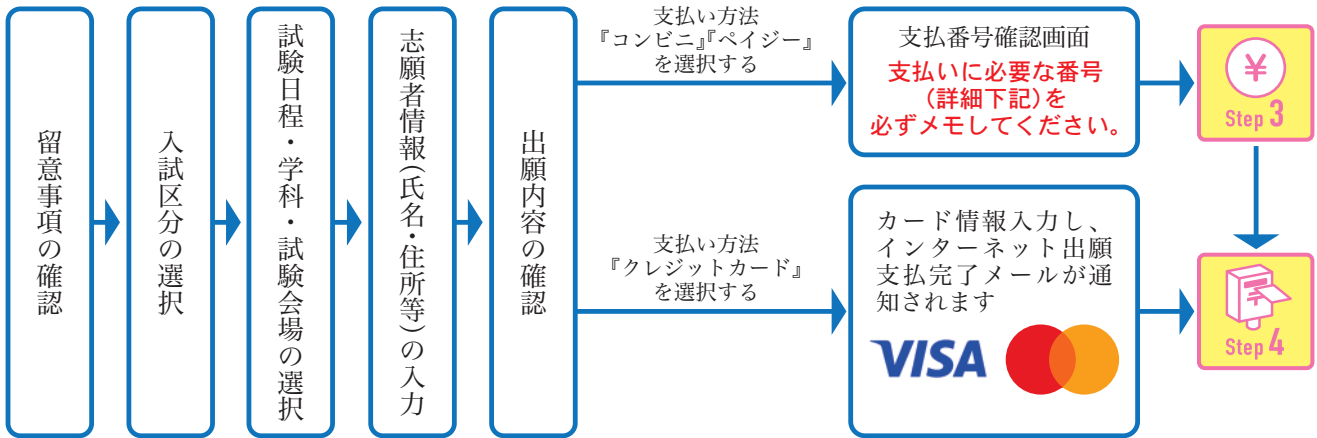 留意事項の確認
入試区分の選択
試験日程・学科・試験会場の選択
志願者情報(氏名・住所等)の入力
出願内容の確認
支払い方法
『コンビニ』『ペイジー』
を選択する
支払番号確認画面
支払いに必要な番号
(詳細下記)を
必ずメモしてください。
¥
Step 3
支払い方法
『クレジットカード』
を選択する
カード情報入力し、
インターネット出願
支払完了メールが通
知されます
VISA
Step 4